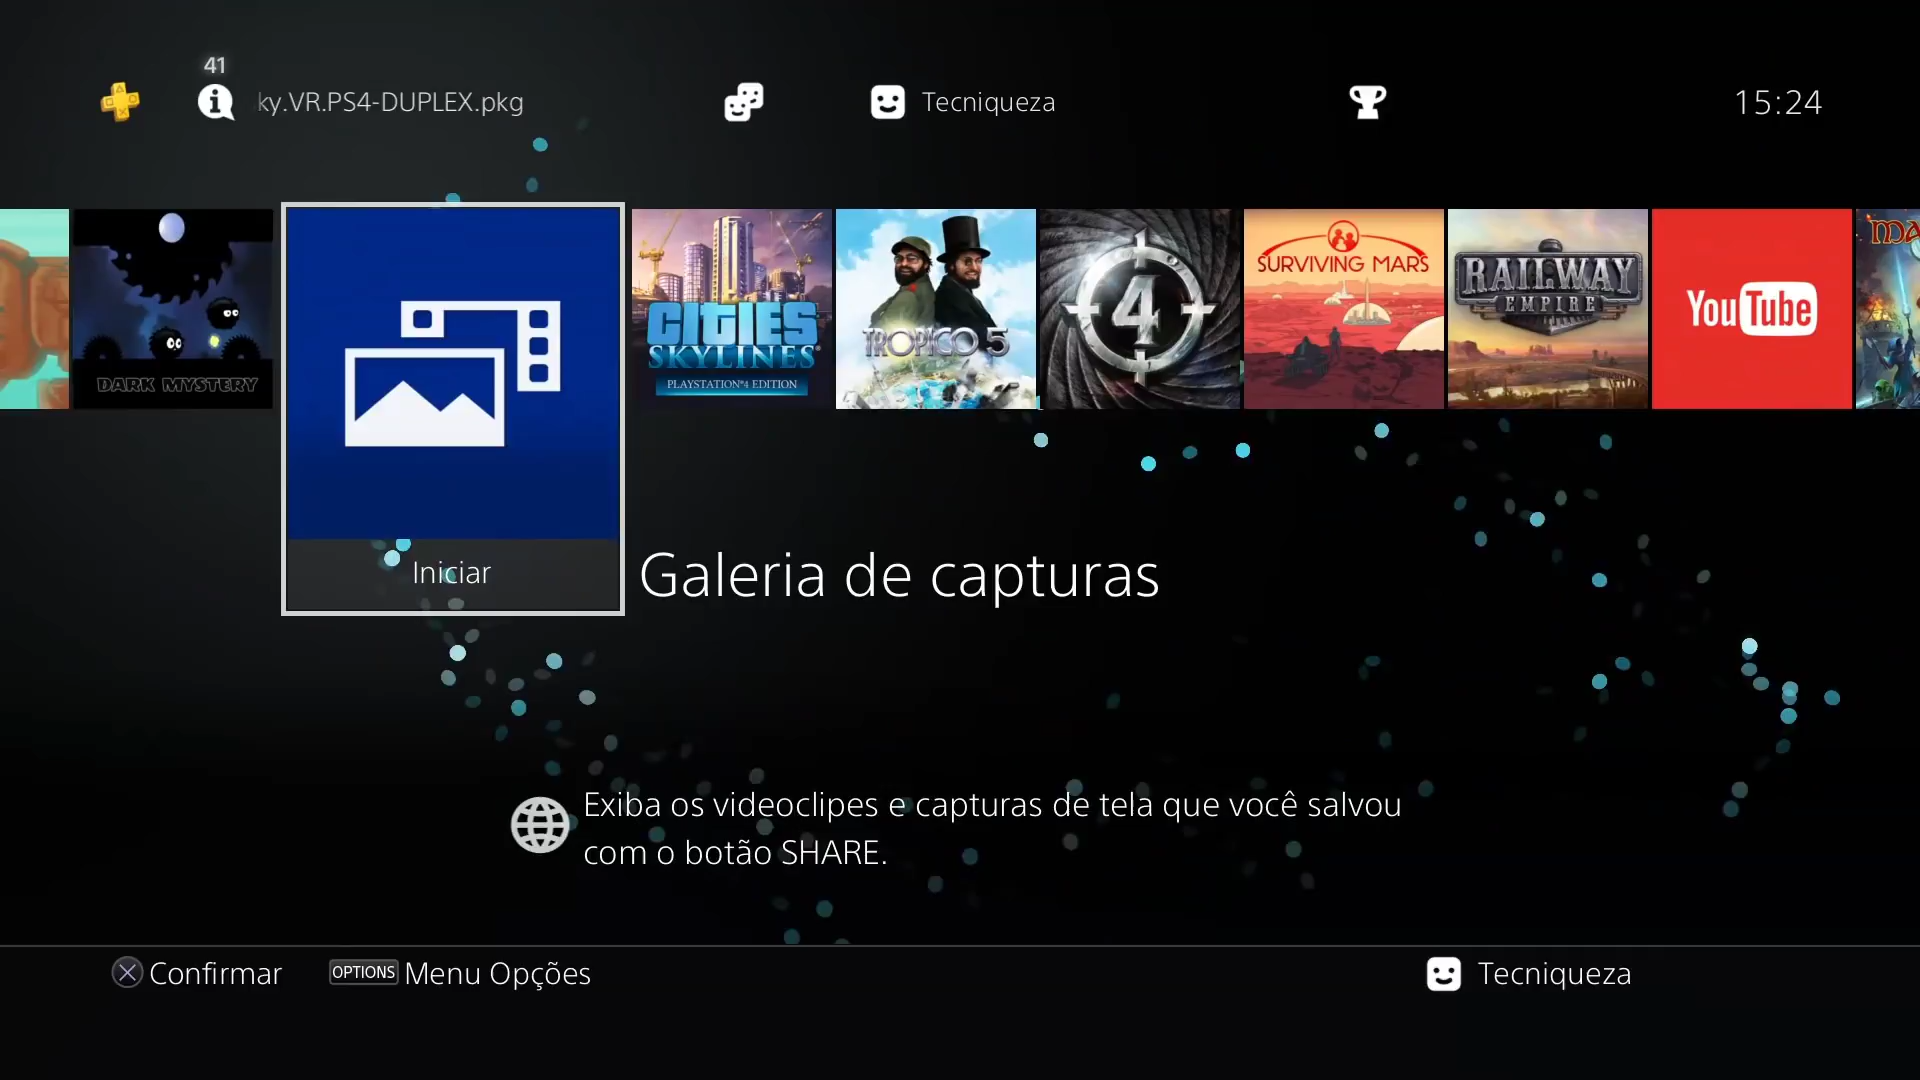 41
ky.VR.PS4-DUPLEX.pkg
Tecniqueza
15:24
DARK MYSTERY
CITIES
SKYLINES
PLAYSTATION®4 EDITION
TROPICO 5
4
SURVIVING MARS
RAILWAY
EMPIRE
YouTube
Iniciar
Galeria de capturas
Exiba os videoclipes e capturas de tela que você salvou
com o botão SHARE.
Confirmar
OPTIONS Menu Opções
Tecniqueza